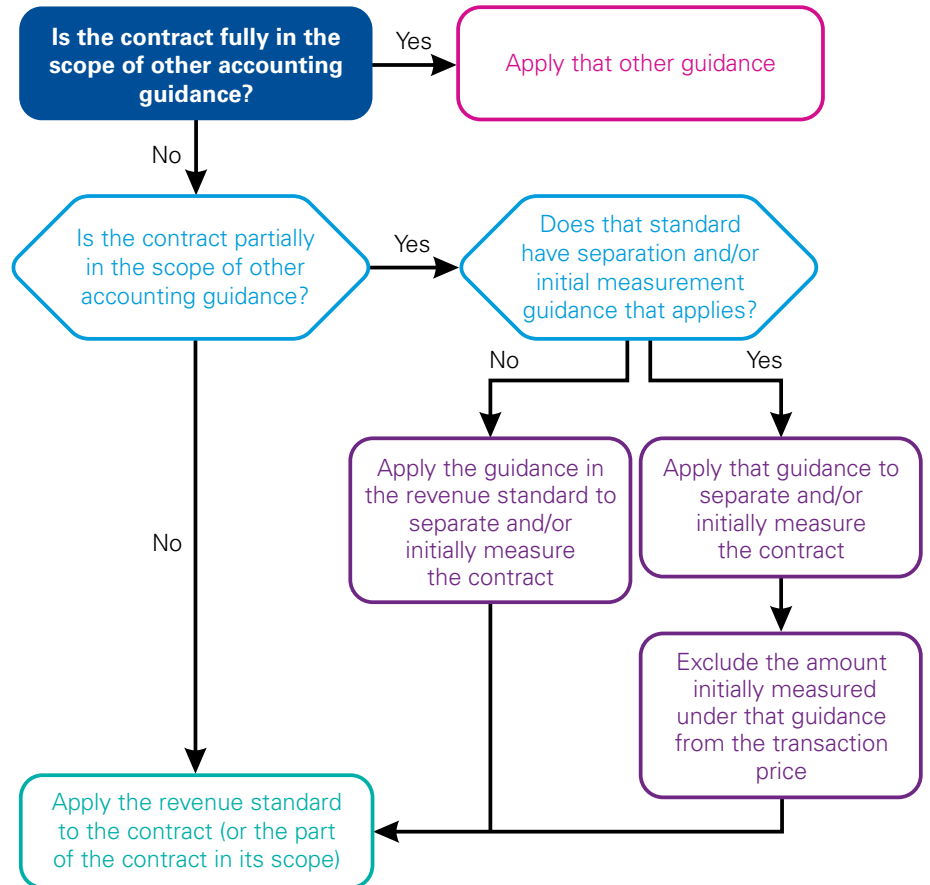 Is the contract fully in the
scope of other accounting
guidance?
Yes
Apply that other guidance
No
Is the contract partially
in the scope of other
accounting guidance?
Yes
Does that standard
have separation and/or
initial measurement
guidance that applies?
No
Yes
Apply the guidance in
the revenue standard to
separate and/or
initially measure
the contract
Apply that guidance to
separate and/or
initially measure
the contract
No
Exclude the amount
initially measured
under that guidance
from the transaction
price
Apply the revenue standard
to the contract (or the part
of the contract in its scope)